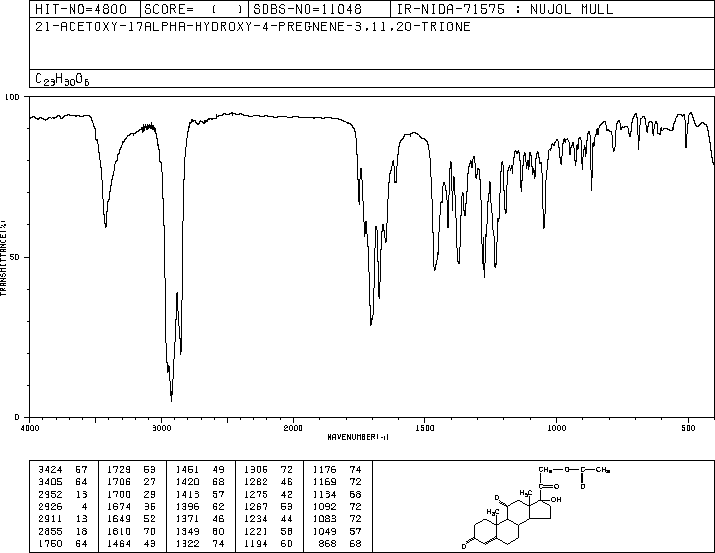 HIT-NO=4800 SCORE= ( ) SDBS-NO=11048 IR-NIDA-71575 : NUJOL MULL
21-ACETOXY-17ALPHA-HYDROXY-4-PREGNENE-3,11,20-TRIONE
C23H30O6
100
50
0
TRANSMITTANCE(%)
4000 3000 2000 1500 1000 500
WAVENUMBER(-1)
3424 57 1729 53 1461 49 1306 72 1176 74
3405 64 1706 27 1420 68 1282 46 1169 72
2952 13 1700 29 1413 57 1275 42 1134 68
2926 4 1674 36 1396 62 1267 53 1092 72
2911 13 1649 52 1371 46 1234 44 1083 72
2855 18 1610 70 1349 60 1221 58 1049 57
1750 64 1464 43 1322 74 1194 60 868 68
CH2 O C CH3
C O O
H3C OH
O
H3C
O